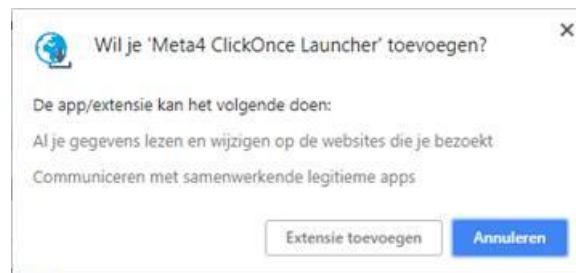 Wil je 'Meta4 ClickOnce Launcher' toevoegen?
De app/extensie kan het volgende doen:
Al je gegevens lezen en wijzigen op de websites die je bezoekt
Communiceren met samenwerkende legitieme apps
Extensie toevoegen
Annuleren